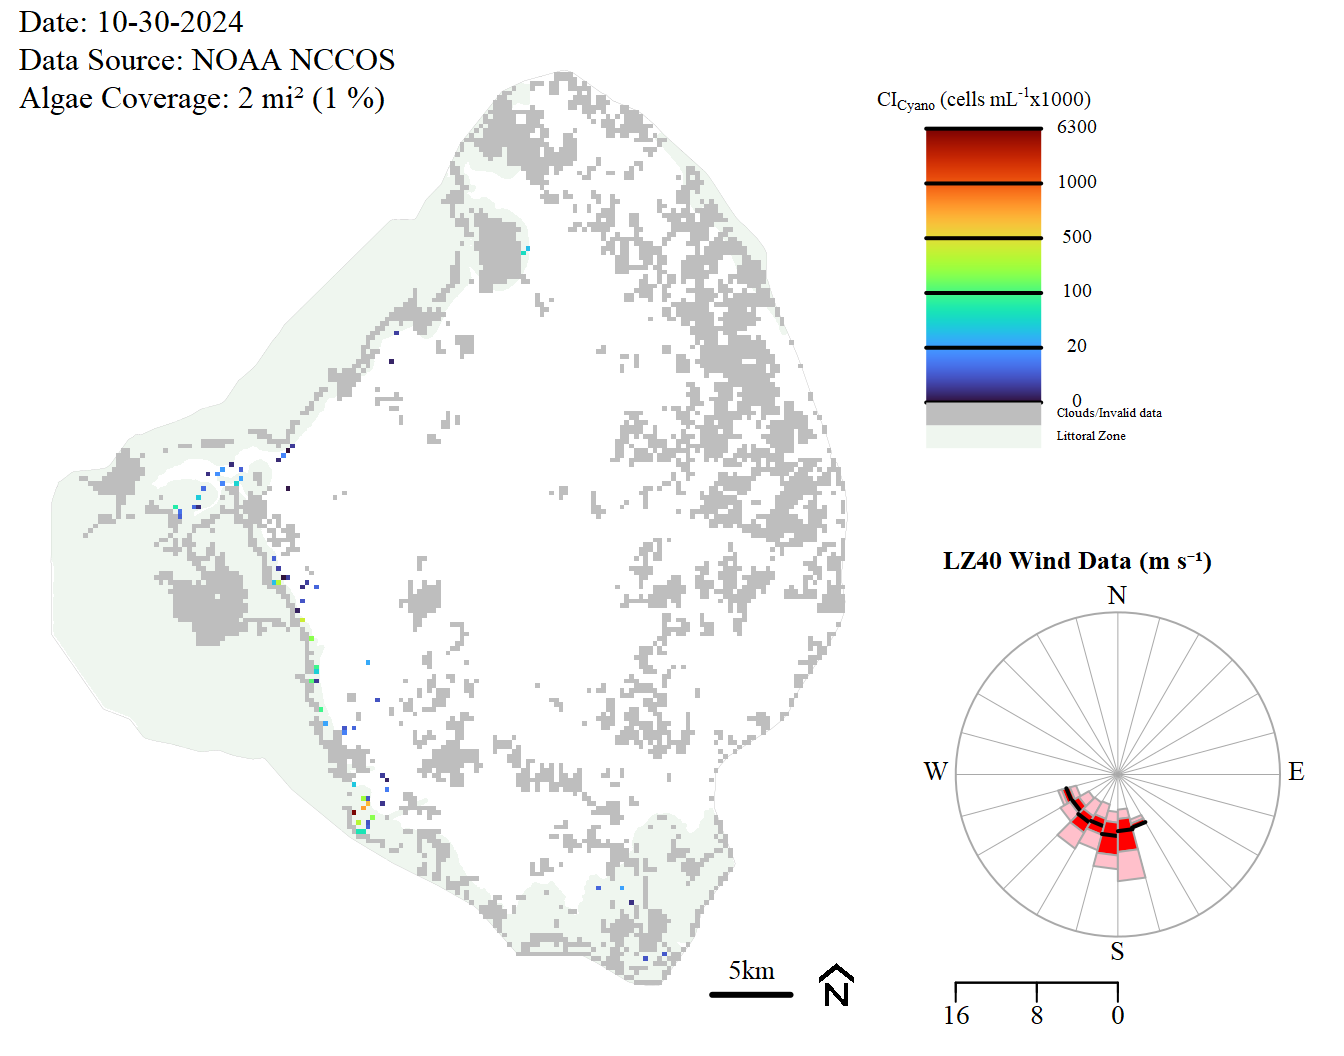 Date: 10-30-2024
Data Source: NOAA NCCOS
Algae Coverage: 2 mi² (1 %)
CICyano (cells mL⁻¹x1000)
6300
1000
500
100
20
0
Clouds/Invalid data
Littoral Zone
LZ40 Wind Data (m s⁻¹)
N
W
E
S
5km
N
16 8 0